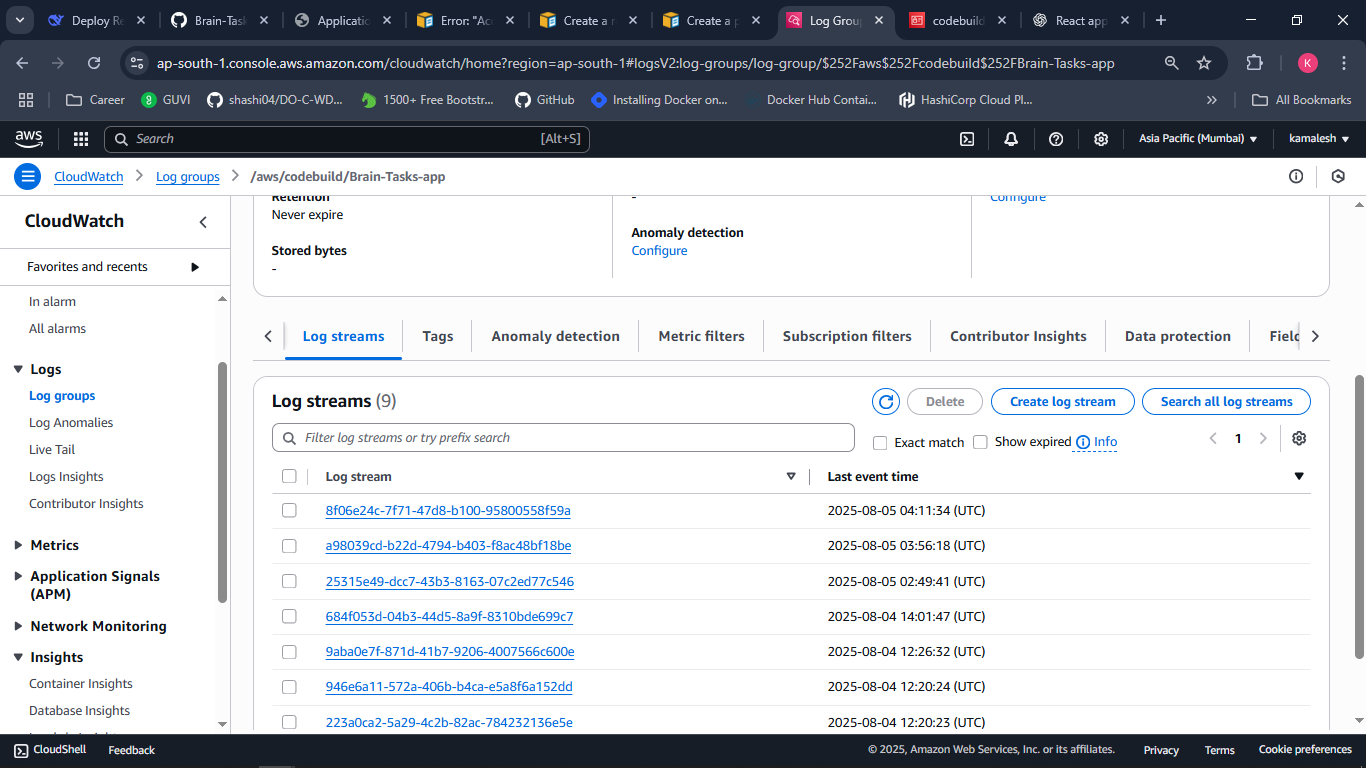 Deploy Re
Brain-Tas
Applicatio
Error: "Acc
Create a r
Create a p
Log Grou
codebuild
React app
ap-south-1.console.aws.amazon.com/cloudwatch/home?region=ap-south-1#logsV2:log-groups/log-group/$252Faws$252Fcodebuild$252FBrain-Tasks-app
K
Career
GUVI
shashi04/DO-C-WD...
1500+ Free Bootstr...
GitHub
Installing Docker on...
Docker Hub Contai...
HashiCorp Cloud Pl...
All Bookmarks
aws
Search
[Alt+S]
Asia Pacific (Mumbai)
kamalesh
CloudWatch
Log groups
/aws/codebuild/Brain-Tasks-app
CloudWatch
Favorites and recents
In alarm
All alarms
Logs
Log groups
Log Anomalies
Live Tail
Logs Insights
Contributor Insights
Metrics
Application Signals
(APM)
Network Monitoring
Insights
Container Insights
Database Insights
Retention
Never expire
Stored bytes
-
-
Anomaly detection
Configure
Configure
Log streams
Tags
Anomaly detection
Metric filters
Subscription filters
Contributor Insights
Data protection
Field
Log streams (9)
Delete
Create log stream
Search all log streams
Filter log streams or try prefix search
Exact match
Show expired
Info
1
Log stream
Last event time
8f06e24c-7f71-47d8-b100-95800558f59a
2025-08-05 04:11:34 (UTC)
a98039cd-b22d-4794-b403-f8ac48bf18be
2025-08-05 03:56:18 (UTC)
25315e49-dcc7-43b3-8163-07c2ed77c546
2025-08-05 02:49:41 (UTC)
684f053d-04b3-44d5-8a9f-8310bde699c7
2025-08-04 14:01:47 (UTC)
9aba0e7f-871d-41b7-9206-4007566c600e
2025-08-04 12:26:32 (UTC)
946e6a11-572a-406b-b4ca-e5a8f6a152dd
2025-08-04 12:20:24 (UTC)
223a0ca2-5a29-4c2b-82ac-784232136e5e
2025-08-04 12:20:23 (UTC)
CloudShell
Feedback
© 2025, Amazon Web Services, Inc. or its affiliates.
Privacy
Terms
Cookie preferences